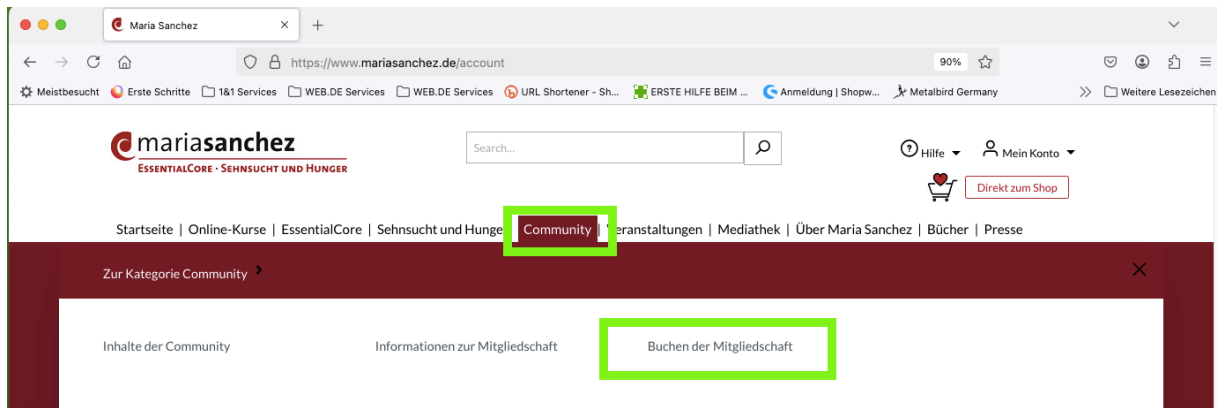 Maria Sanchez
https://www.mariasanchez.de/account
90%
Meistbesucht Erste Schritte 1&1 Services WEB.DE Services WEB.DE Services URL Shortener - Sh... ERSTE HILFE BEIM ... Anmeldung | Shopw... Metalbird Germany Weitere Lesezeichen
mariasanchez
ESSENTIALCORE · SEHNSUCHT UND HUNGER
Search...
Hilfe Mein Konto
Direkt zum Shop
Startseite | Online-Kurse | EssentialCore | Sehnsucht und Hunge Community | eranstaltungen | Mediathek | Über Maria Sanchez | Bücher | Presse
Zur Kategorie Community
Inhalte der Community Informationen zur Mitgliedschaft Buchen der Mitgliedschaft